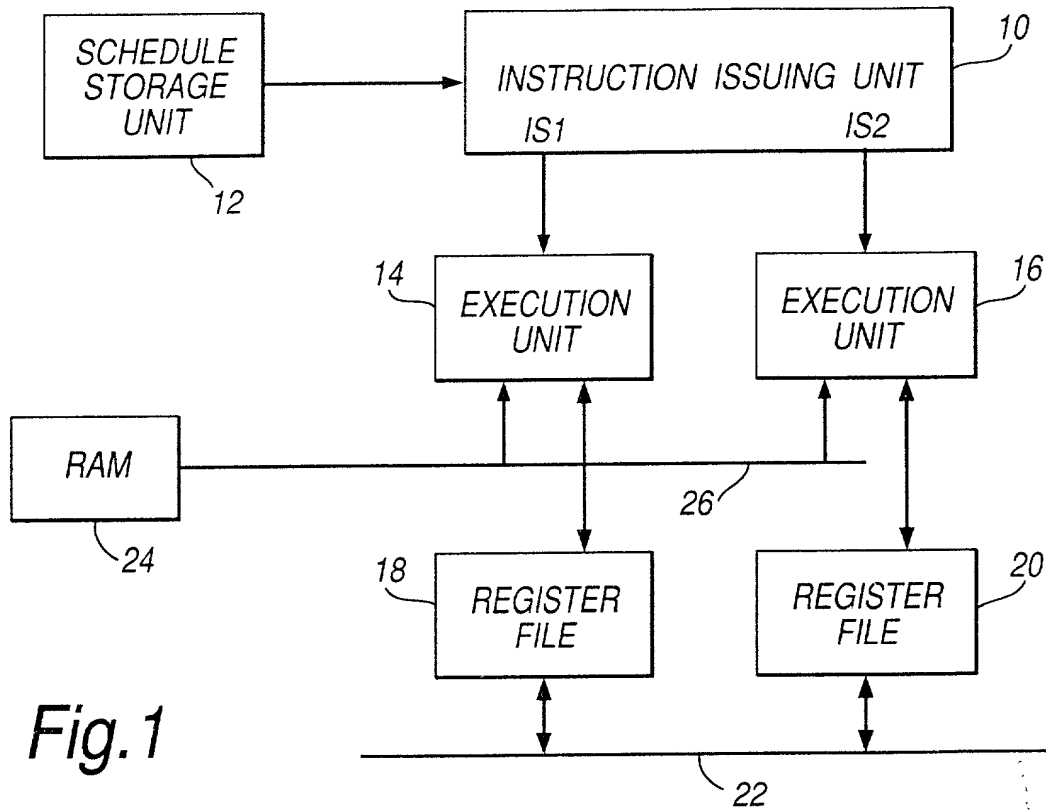 SCHEDULE
STORAGE
UNIT
12
INSTRUCTION ISSUING UNIT
IS1
IS2
10
14
EXECUTION
UNIT
EXECUTION
UNIT
16
RAM
24
26
18
REGISTER
FILE
REGISTER
FILE
20
22
Fig.1